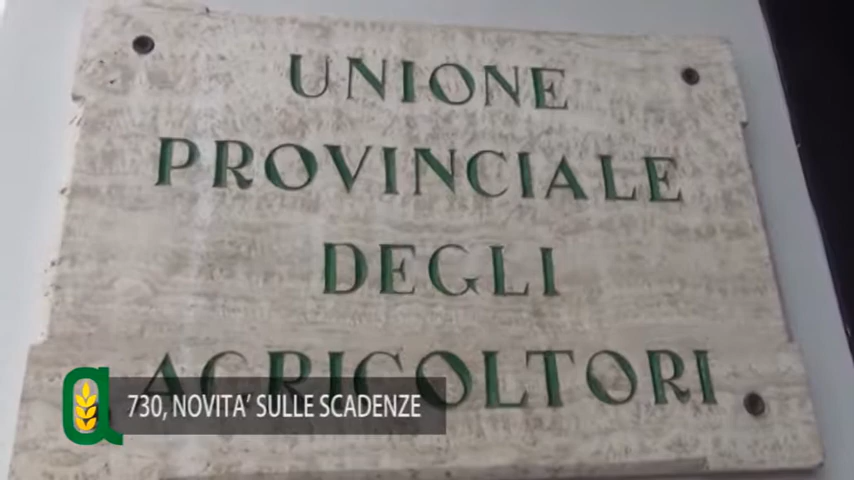 UNIONE
PROVINCIALE
DEGLI
AGRICOLTORI
730, NOVITA' SULLE SCADENZE